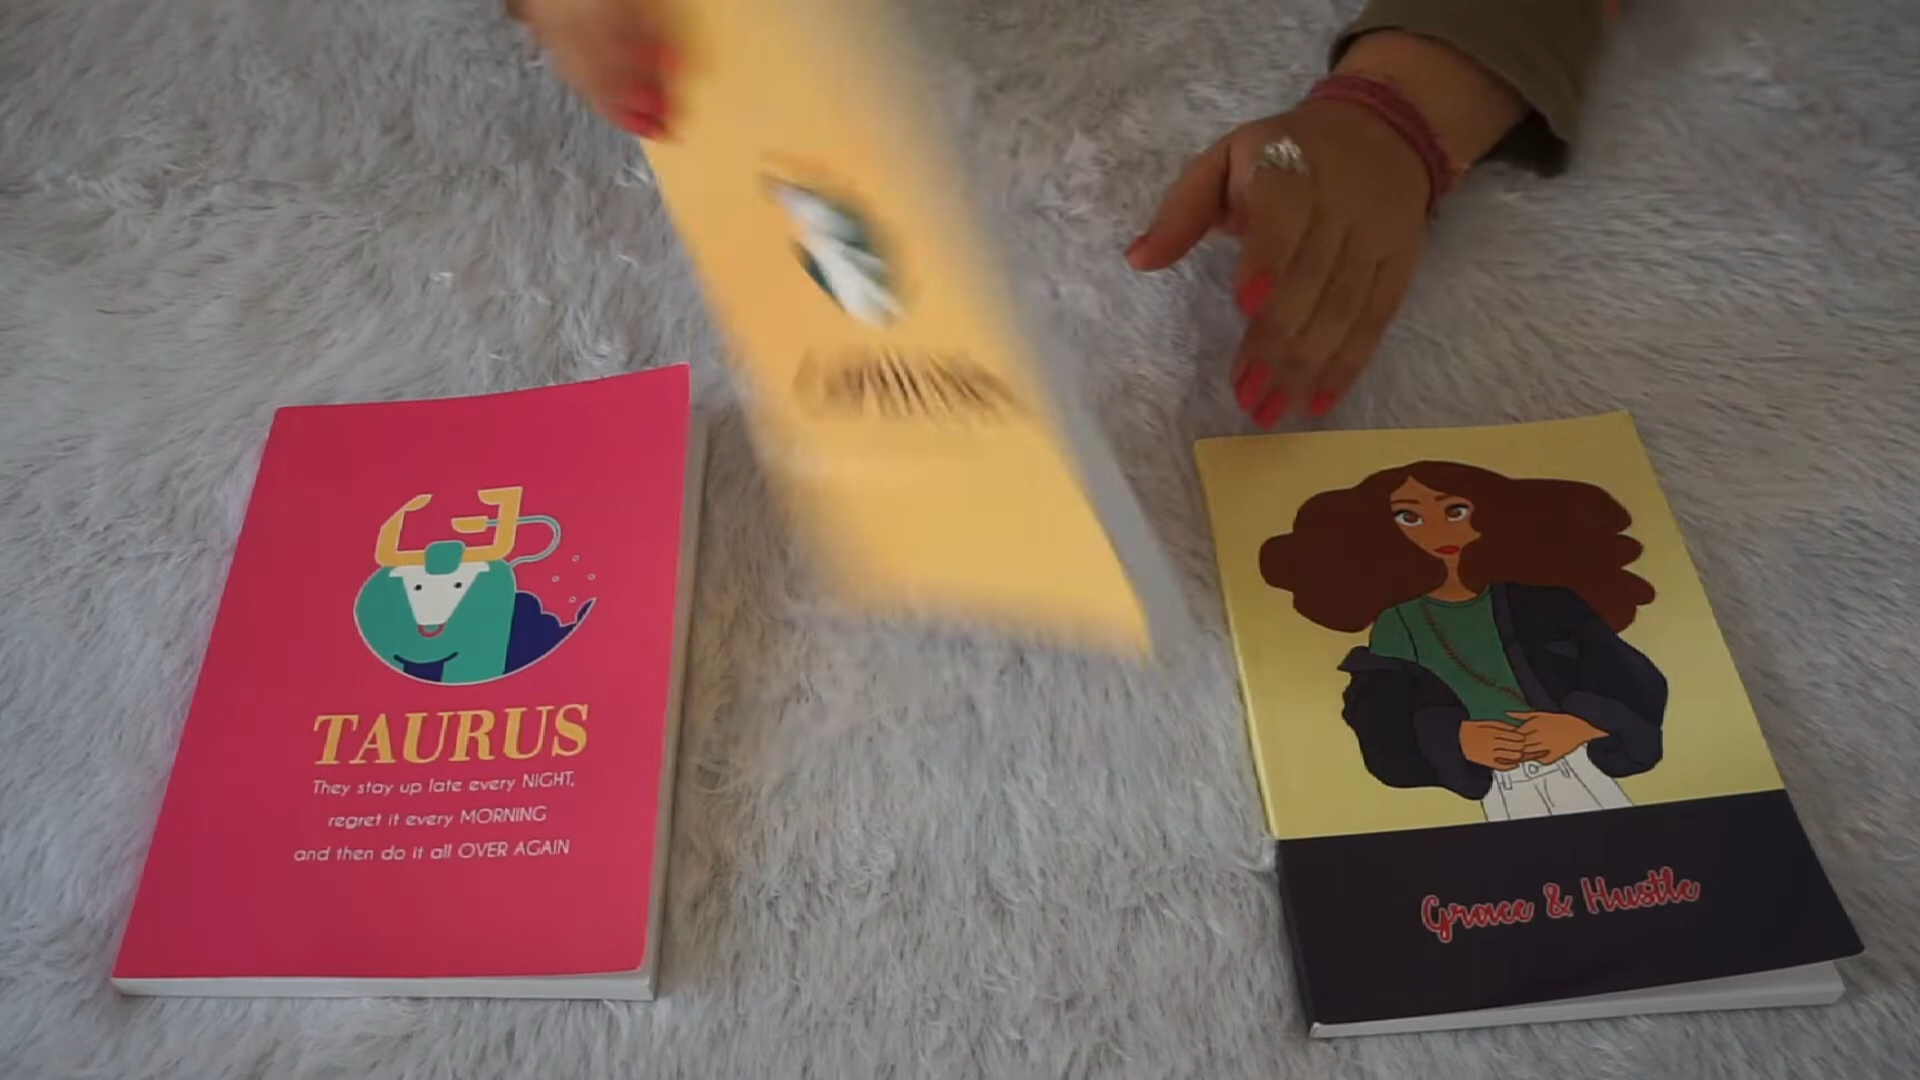 TAURUS
They stay up late every NIGHT,
regret it every MORNING
and then do it all OVER AGAIN
Grace & Hustle